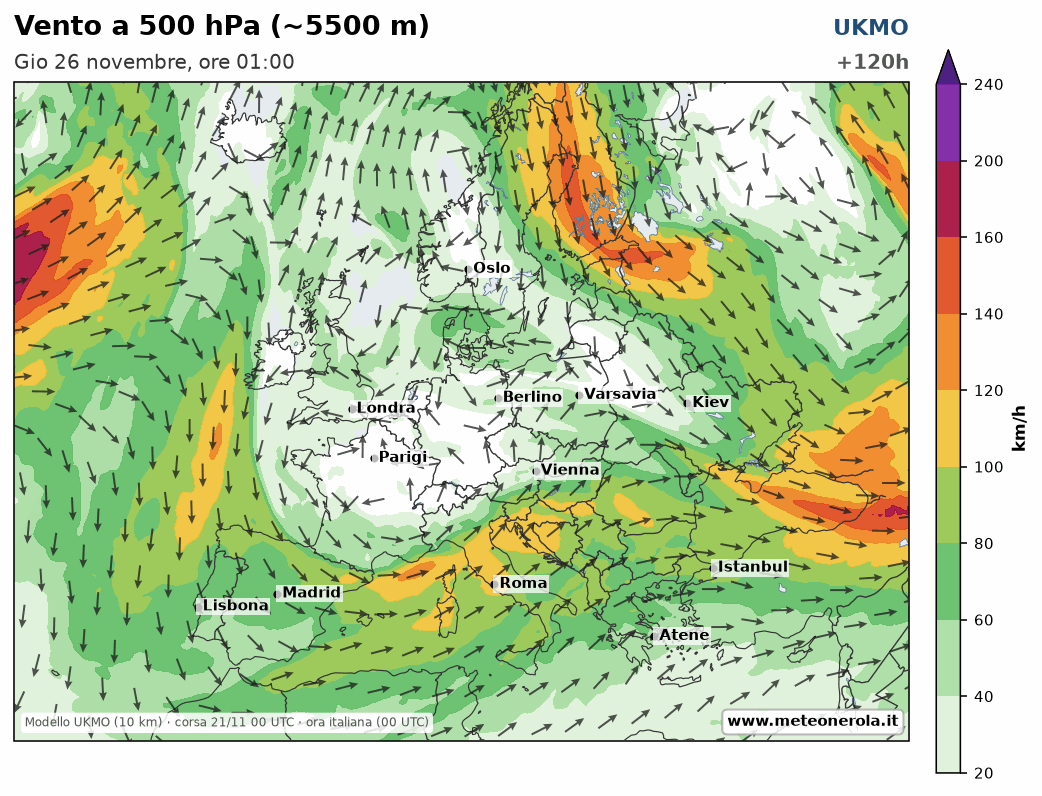 Vento a 500 hPa (~5500 m)
UKMO
Gio 26 novembre, ore 01:00
+120h
240
200
160
140
120
100
80
60
40
20
km/h
Oslo
Berlino
Varsavia
Kiev
Londra
Parigi
Vienna
Istanbul
Roma
Madrid
Lisbona
Atene
Modello UKMO (10 km) · corsa 21/11 00 UTC · ora italiana (00 UTC)
www.meteonerola.it